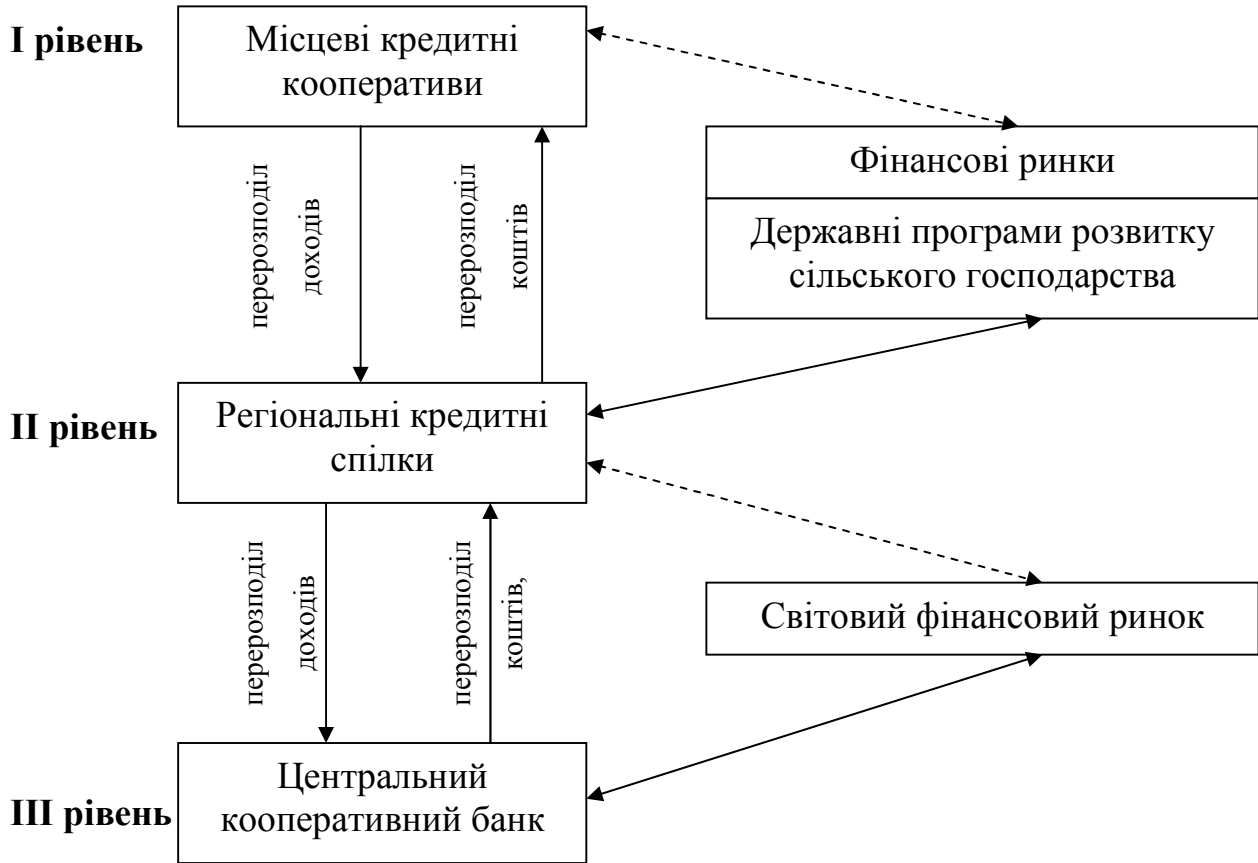 І рівень
Місцеві кредитні
кооперативи
Фінансові ринки
Державні програми розвитку
сільського господарства
перерозподіл
доходів
перерозподіл
коштів
ІІ рівень
Регіональні кредитні
спілки
перерозподіл
доходів
перерозподіл
коштів,
Світовий фінансовий ринок
ІІІ рівень
Центральний
кооперативний банк